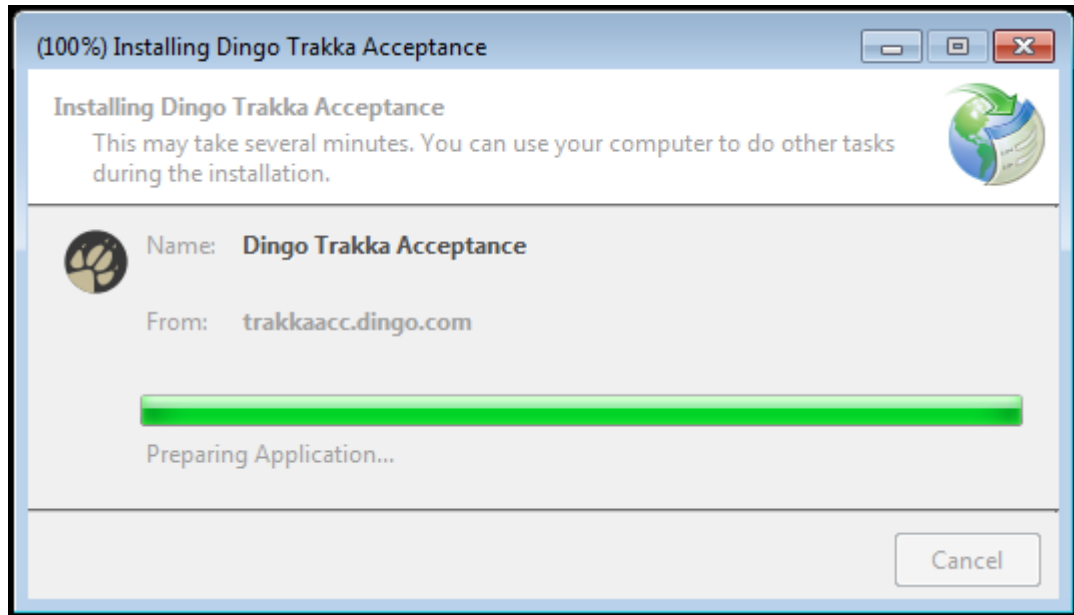 (100%) Installing Dingo Trakka Acceptance
Installing Dingo Trakka Acceptance
This may take several minutes. You can use your computer to do other tasks
during the installation.
Name: Dingo Trakka Acceptance
From: trakkaacc.dingo.com
Preparing Application...
Cancel